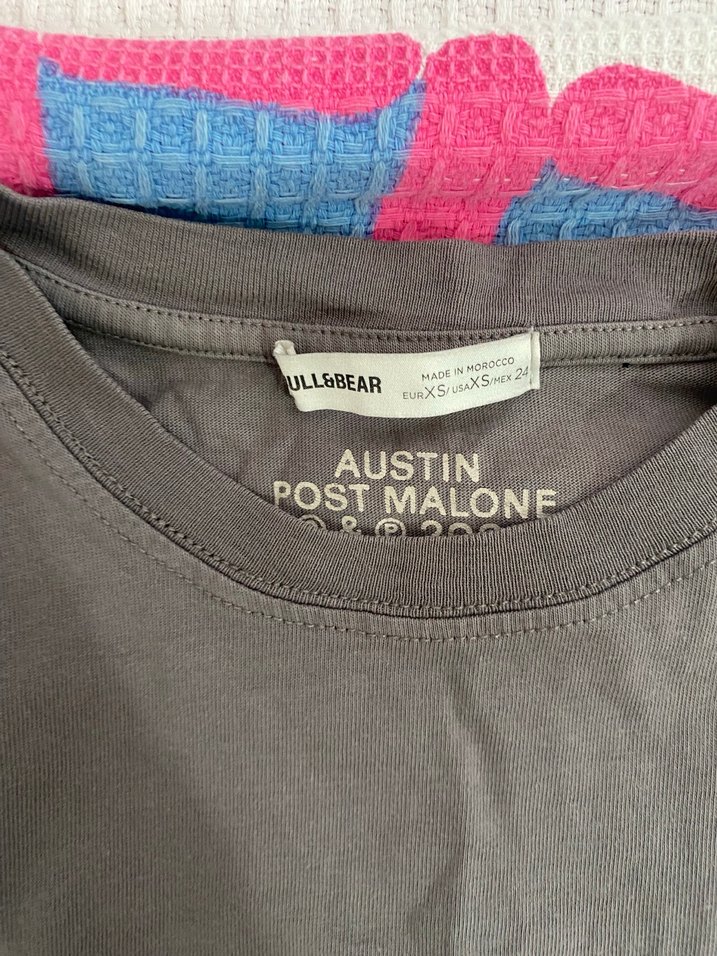 ULL&BEAR
MADE IN MOROCCO
EUR XS/ USA XS/MEX 24
AUSTIN
POST MALONE
© & ℗